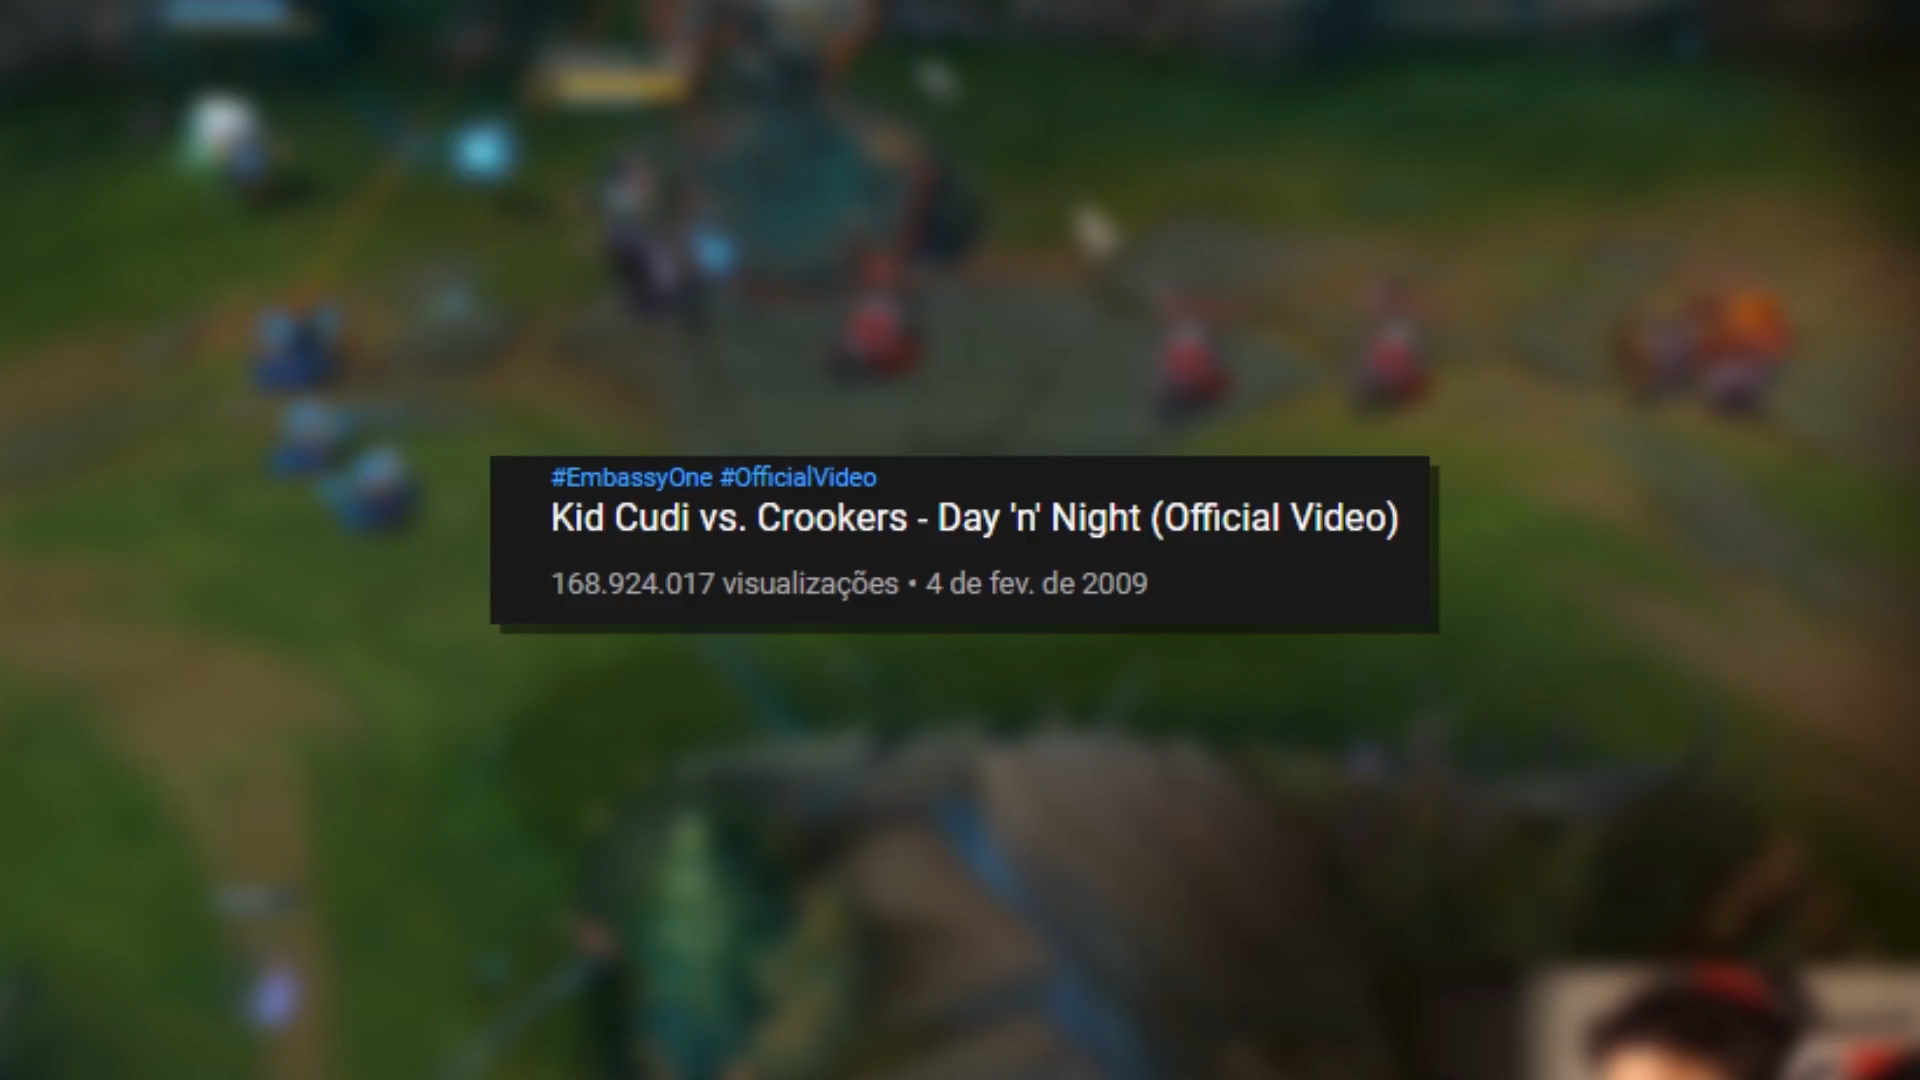 #EmbassyOne #OfficialVideo
Kid Cudi vs. Crookers - Day 'n' Night (Official Video)
168.924.017 visualizações • 4 de fev. de 2009